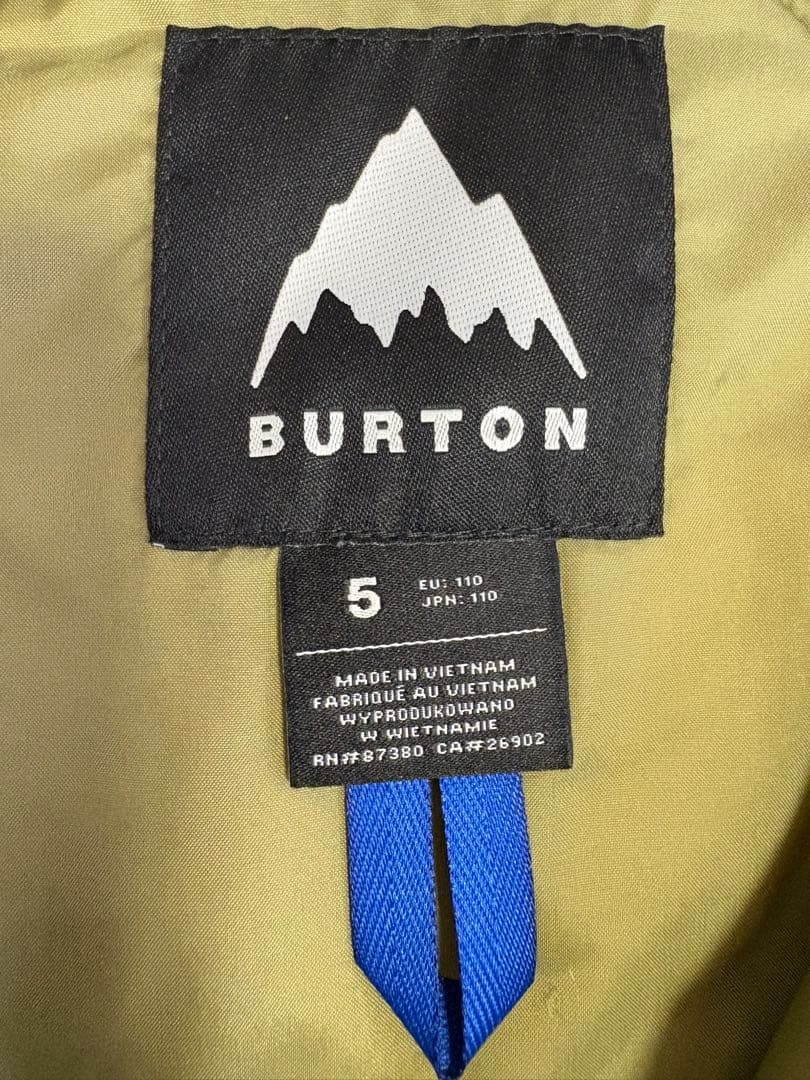 BURTON
5
EU: 110
JPN: 110
MADE IN VIETNAM
FABRIQUÉ AU VIETNAM
WYPRODUKOWANO
W WIETNAMIE
RN#87380 CA#26902